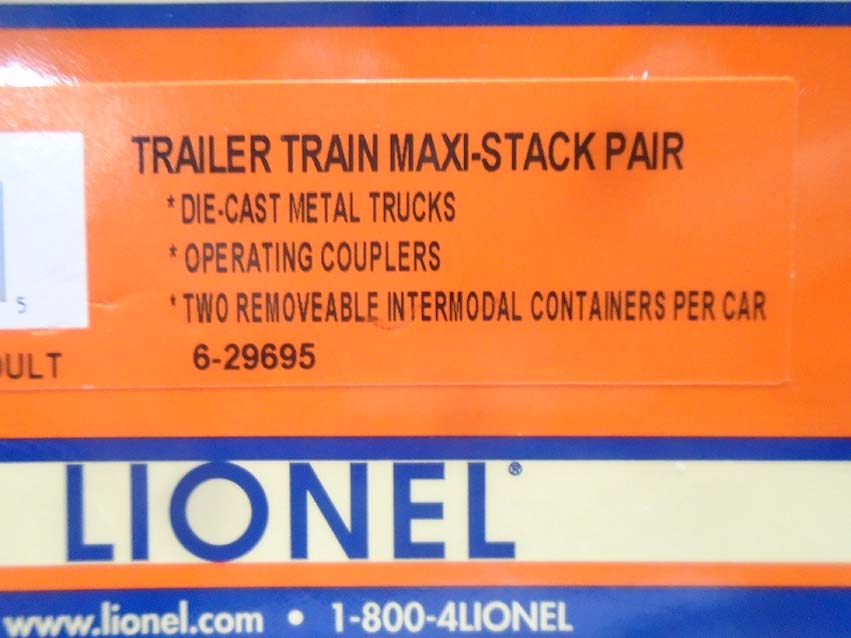 TRAILER TRAIN MAXI-STACK PAIR
* DIE-CAST METAL TRUCKS
* OPERATING COUPLERS
* TWO REMOVEABLE INTERMODAL CONTAINERS PER CAR
5
6-29695
LIONEL®
www.lionel.com • 1-800-4LIONEL